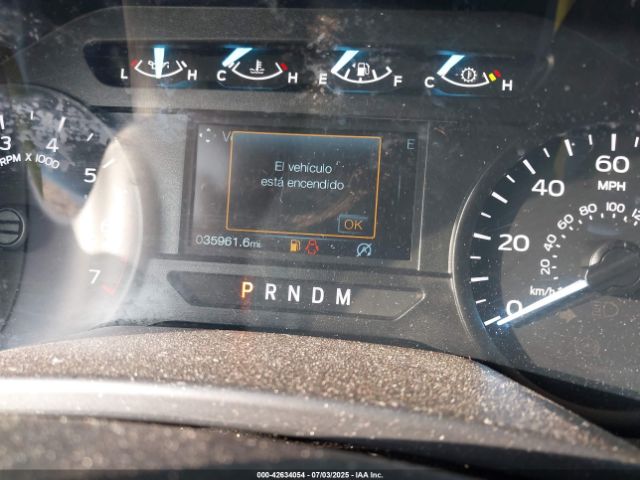 L H C H E F C H
3 4 5 6 7
RPM X 1000
V E
El vehículo
está encendido
OK
035961.6mi
P R N D M
0 20 40 60
MPH
20 40 60 80 100
km/h
000-42634054 - 07/03/2025 - IAA Inc.